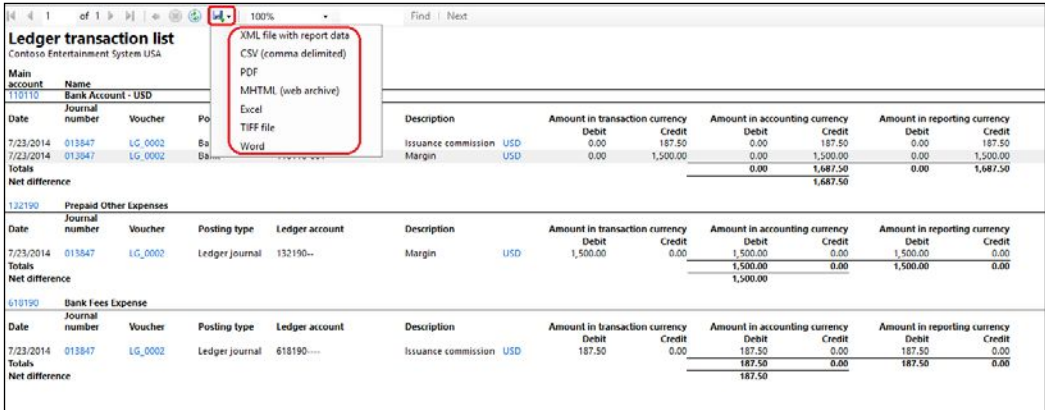 1 of 1 100% Find | Next
XML file with report data
CSV (comma delimited)
PDF
MHTML (web archive)
Excel
TIFF file
Word
Ledger transaction list
Contoso Entertainment System USA
Main
account Name
110110 Bank Account - USD
Journal
Date number Voucher Po Description Amount in transaction currency Amount in accounting currency Amount in reporting currency
Debit Credit Debit Credit Debit Credit
7/23/2014 013847 LG_0002 Ba Issuance commission USD 0.00 187.50 0.00 187.50 0.00 187.50
7/23/2014 013847 LG_0002 Bank Margin USD 0.00 1,500.00 0.00 1,500.00 0.00 1,500.00
Totals 0.00 1,687.50 0.00 1,687.50
Net difference 1,687.50
132190 Prepaid Other Expenses
Journal
Date number Voucher Posting type Ledger account Description Amount in transaction currency Amount in accounting currency Amount in reporting currency
Debit Credit Debit Credit Debit Credit
7/23/2014 013847 LG_0002 Ledger journal 132190-- Margin USD 1,500.00 0.00 1,500.00 0.00 1,500.00 0.00
Totals 1,500.00 0.00 1,500.00 0.00
Net difference 1,500.00
618190 Bank Fees Expense
Journal
Date number Voucher Posting type Ledger account Description Amount in transaction currency Amount in accounting currency Amount in reporting currency
Debit Credit Debit Credit Debit Credit
7/23/2014 013847 LG_0002 Ledger journal 618190---- Issuance commission USD 187.50 0.00 187.50 0.00 187.50 0.00
Totals 187.50 0.00 187.50 0.00
Net difference 187.50